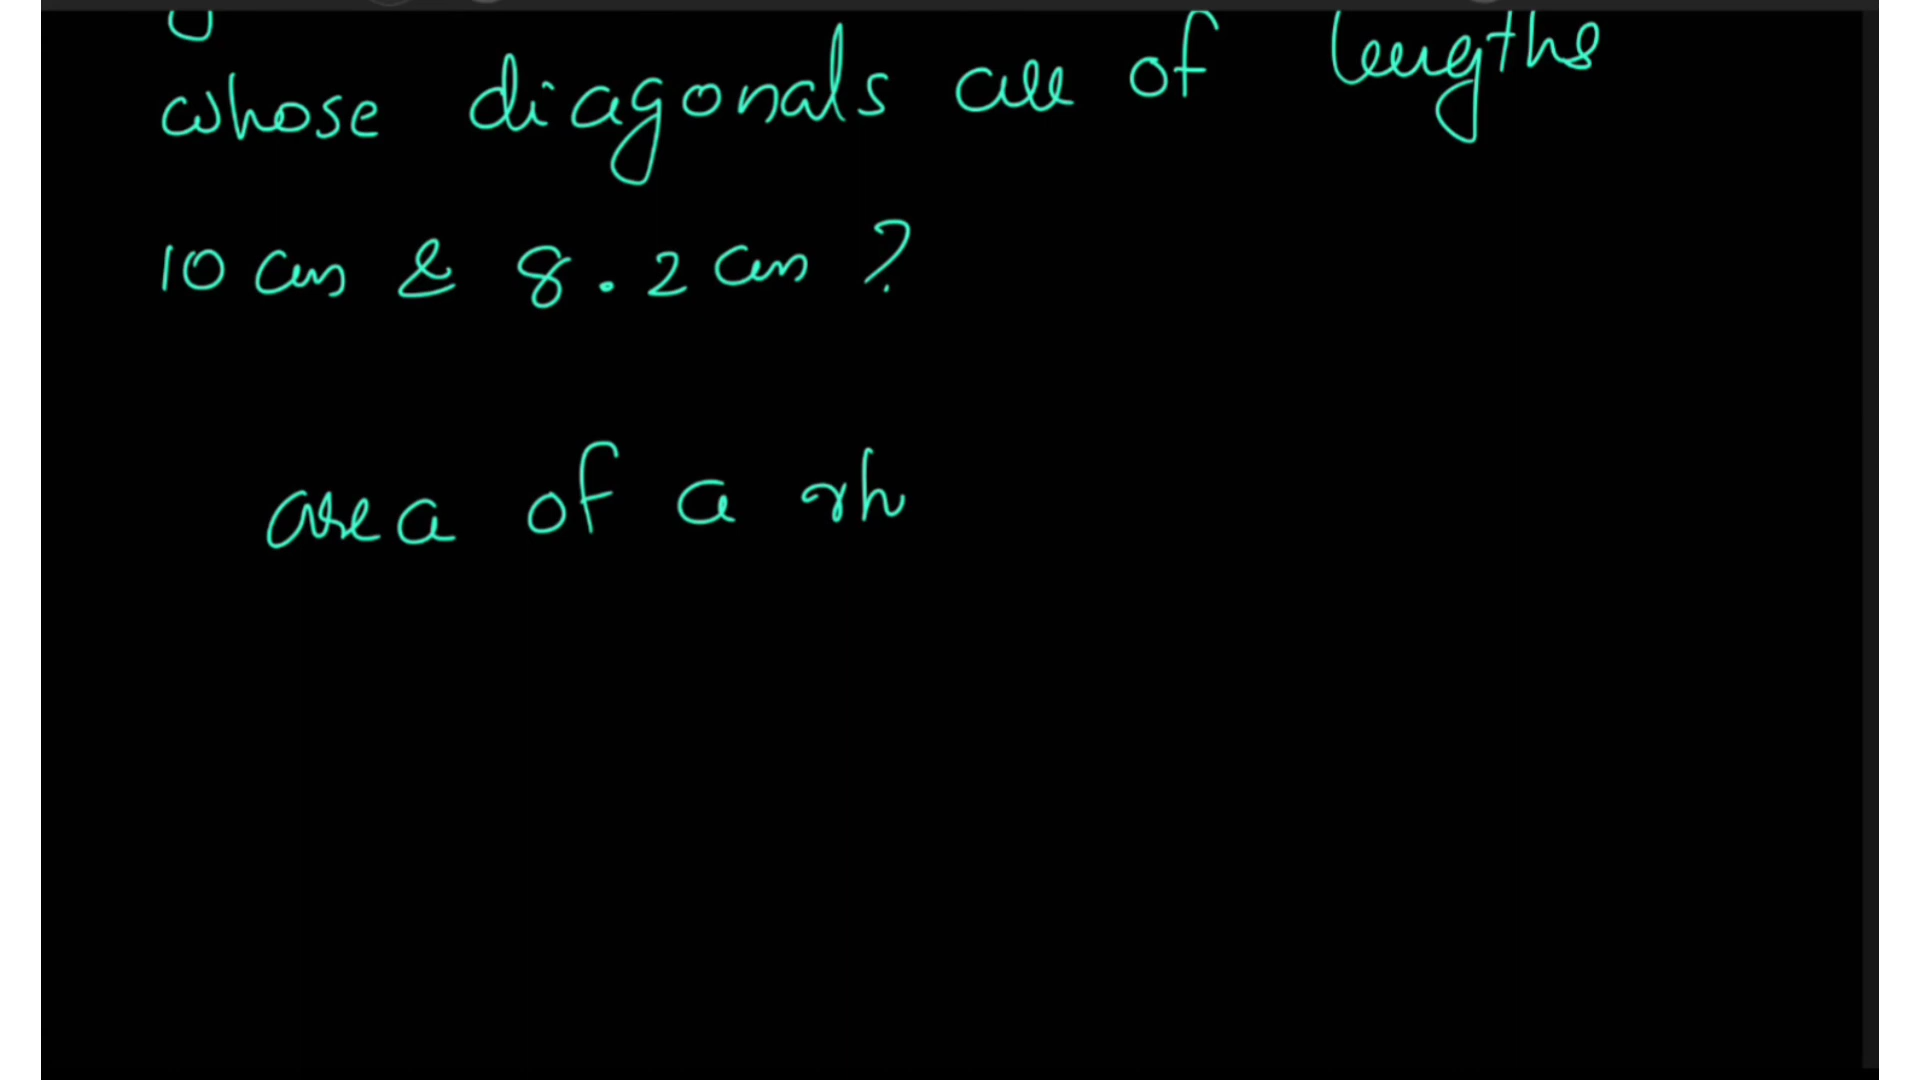 whose diagonals are of lengths
10 cm & 8.2 cm ?
area of a rh